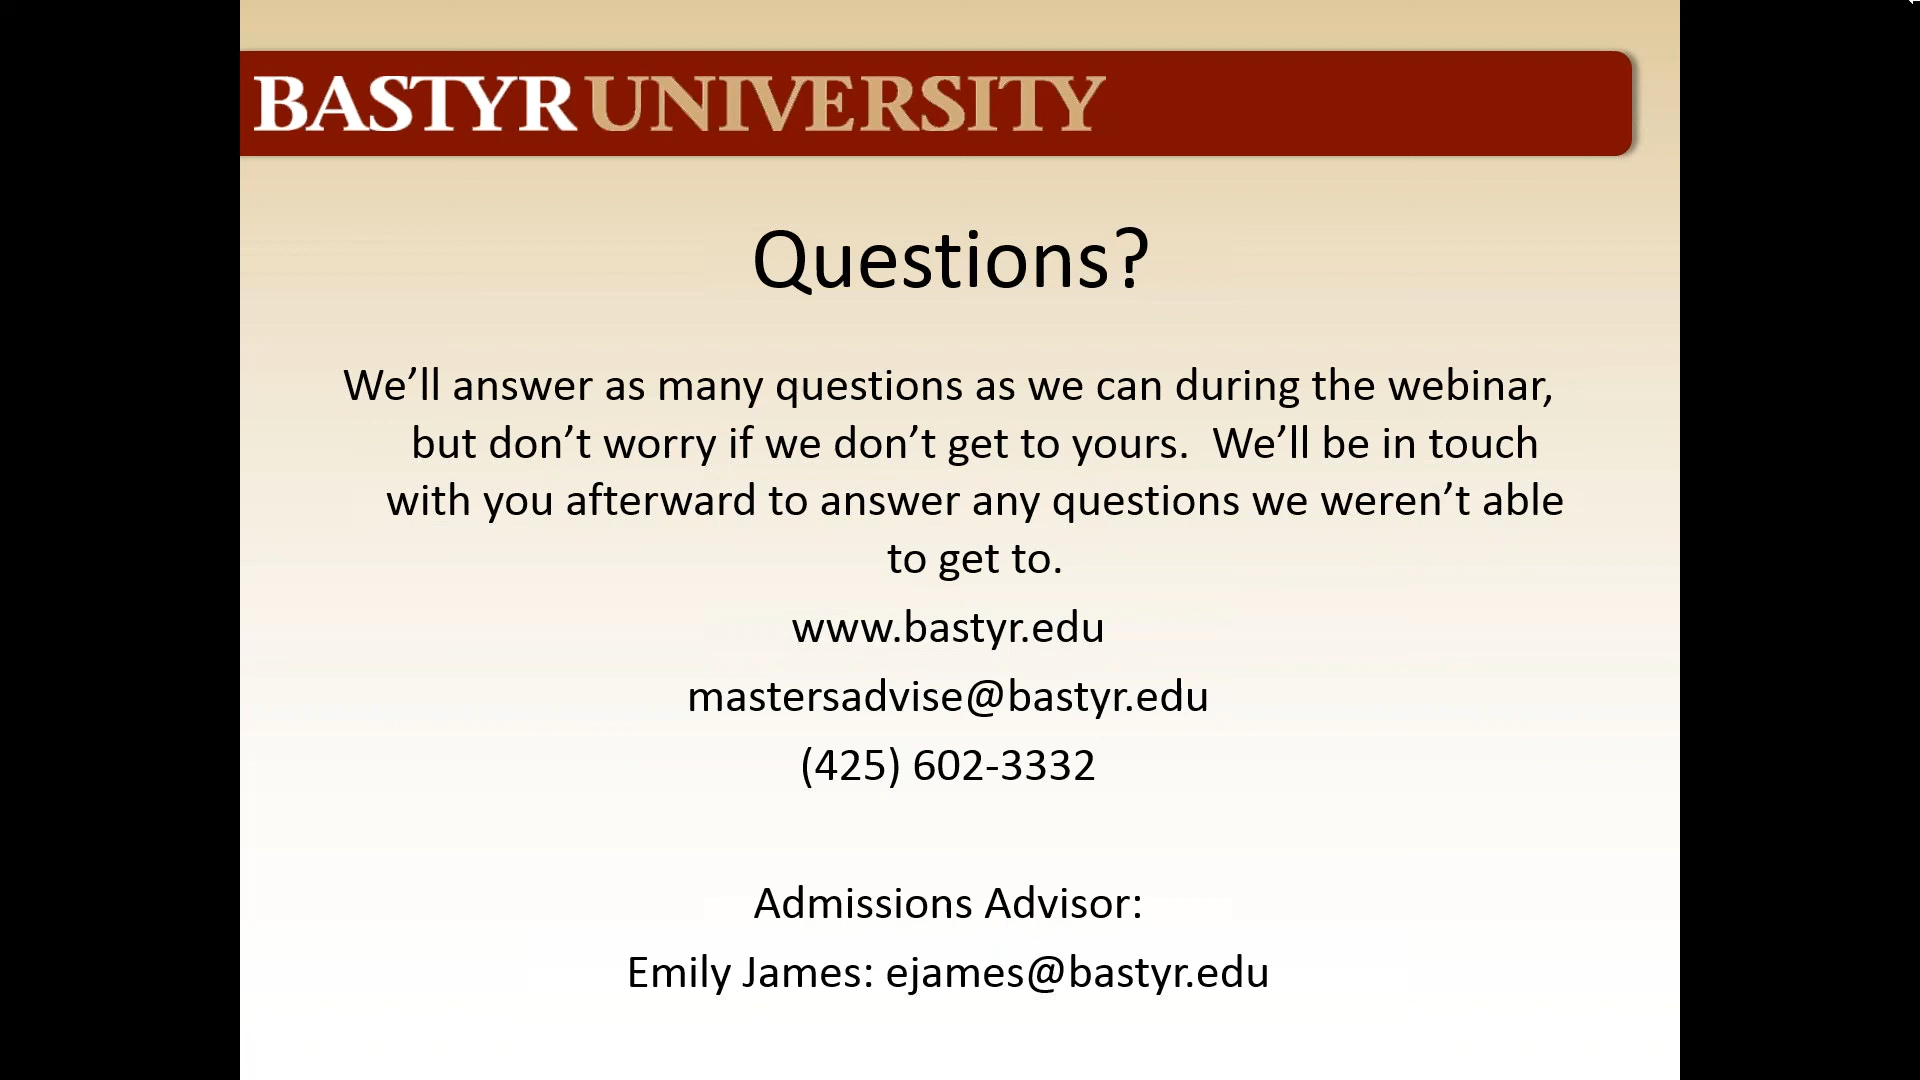 BASTYR UNIVERSITY
Questions?
We’ll answer as many questions as we can during the webinar,
but don’t worry if we don’t get to yours.  We’ll be in touch
with you afterward to answer any questions we weren’t able
to get to.
www.bastyr.edu
mastersadvise@bastyr.edu
(425) 602-3332
Admissions Advisor:
Emily James: ejames@bastyr.edu